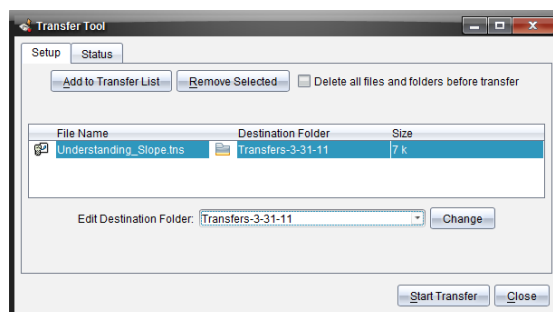 Transfer Tool
Setup Status
Add to Transfer List Remove Selected Delete all files and folders before transfer
File Name Destination Folder Size
Understanding_Slope.tns Transfers-3-31-11 7 k
Edit Destination Folder: Transfers-3-31-11 Change
Start Transfer Close